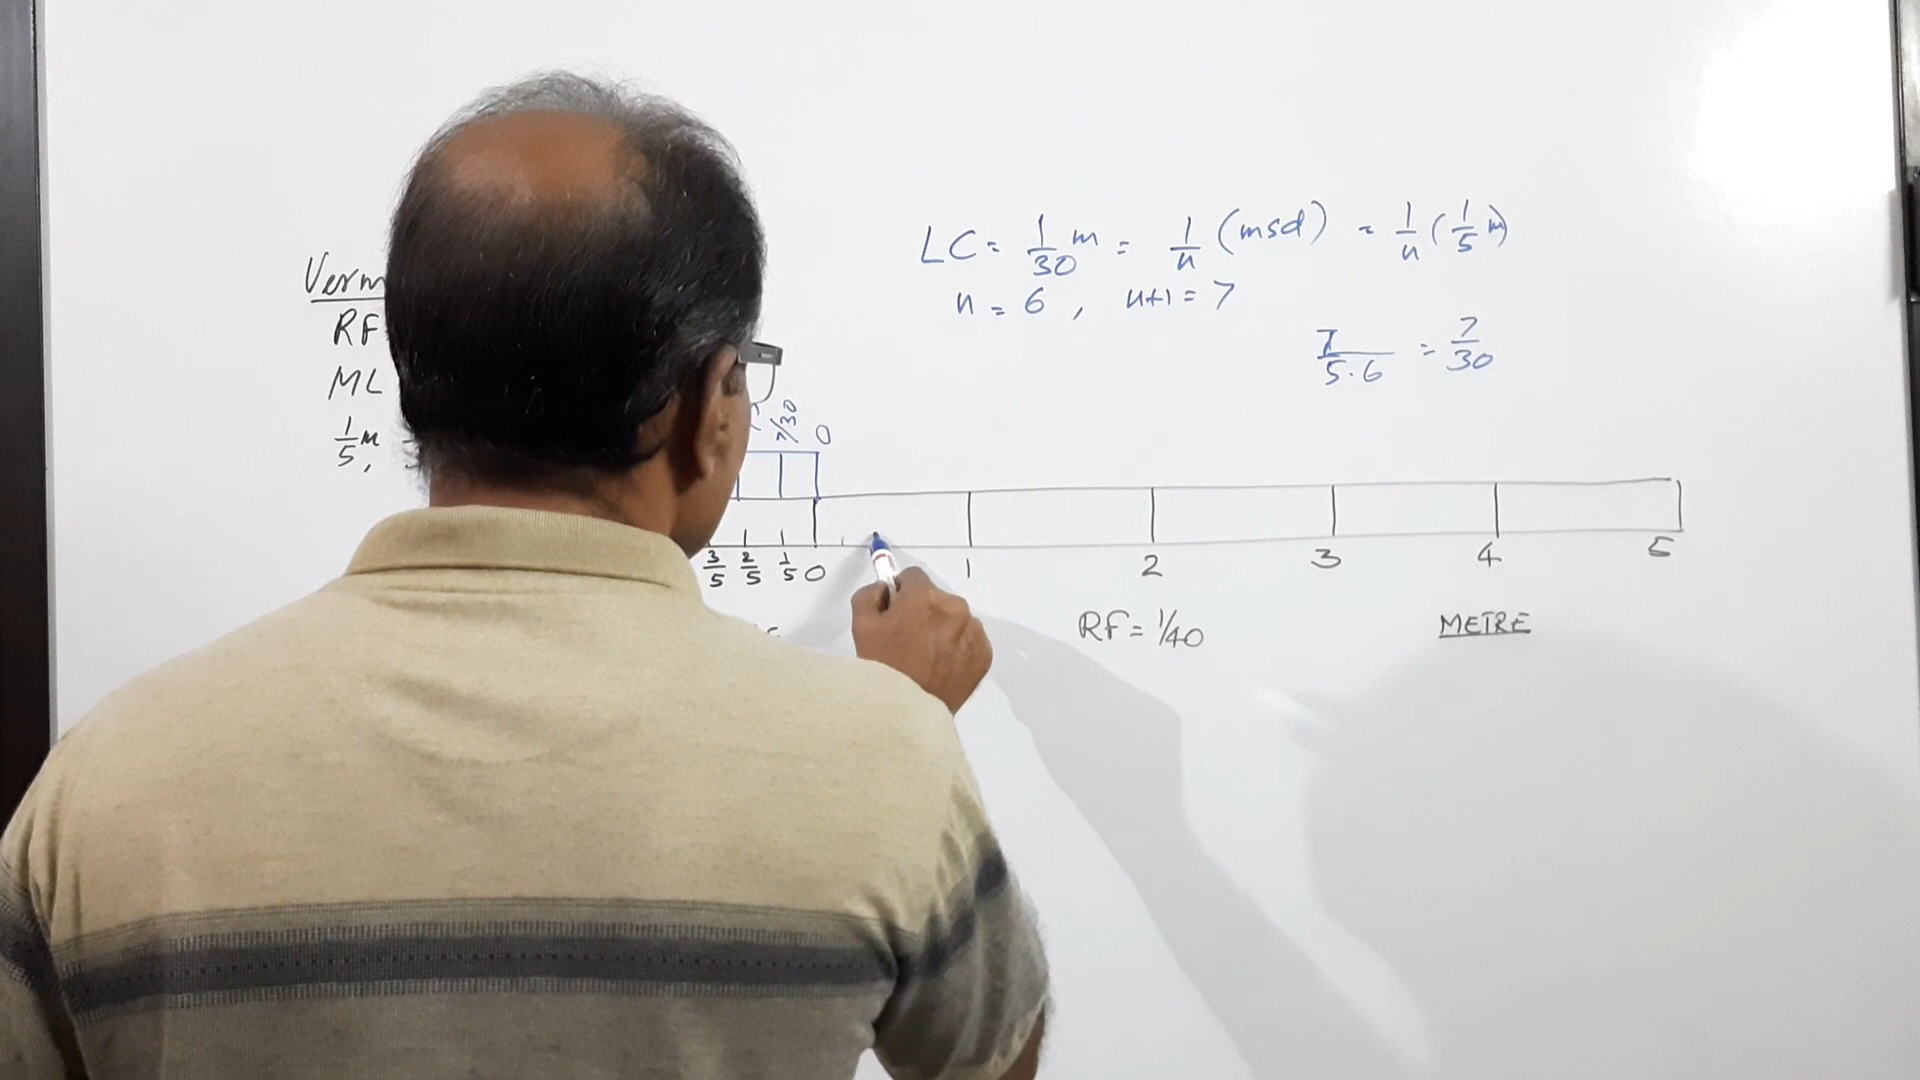 LC = 1/30 m = 1/n (msd) = 1/n (1/5 m)
n = 6 , n+1 = 7
RF
ML
7/5.6 = 7/30
1/5 m,
7/30 0
3/5 2/5 1/5 0 1 2 3 4 5
RF = 1/40 METRE